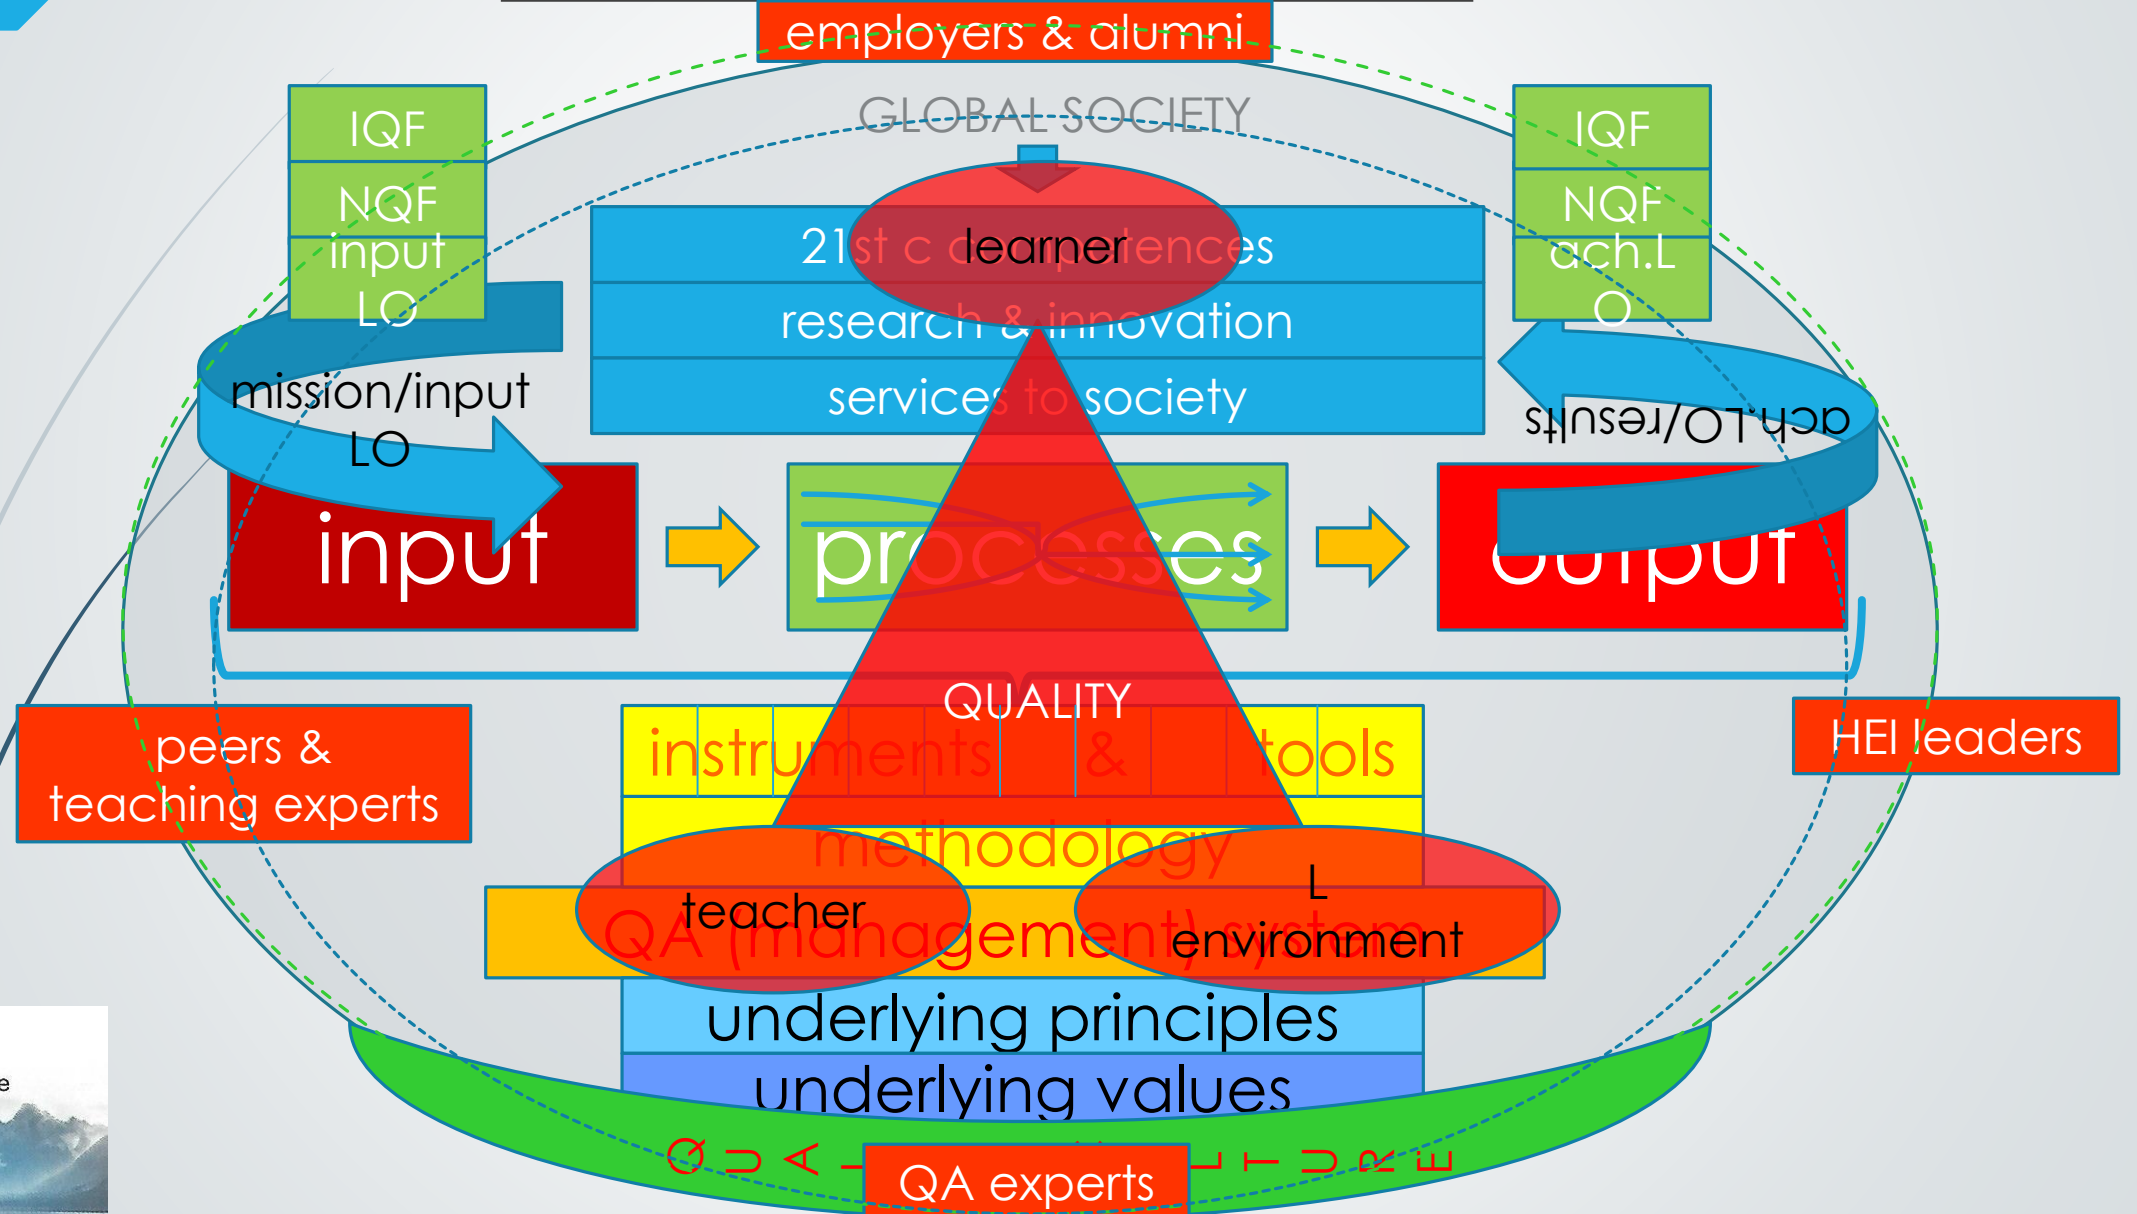 employers & alumni
GLOBAL SOCIETY
IQF
NQF
input
LO
IQF
NQF
ach.L
O
learner
21st c competences
research & innovation
services to society
mission/input
LO
ach.LO/results
input
processes
output
QUALITY
instruments & tools
peers &
teaching experts
HEI leaders
methodology
teacher
L
environment
QA (management) system
underlying principles
underlying values
QA experts